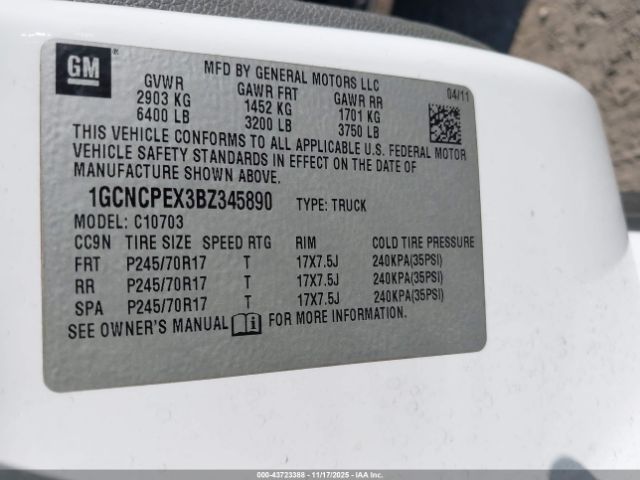 GM®
MFD BY GENERAL MOTORS LLC
04/11
GVWR GAWR FRT GAWR RR
2903 KG 1452 KG 1701 KG
6400 LB 3200 LB 3750 LB
THIS VEHICLE CONFORMS TO ALL APPLICABLE U.S. FEDERAL MOTOR
VEHICLE SAFETY STANDARDS IN EFFECT ON THE DATE OF
MANUFACTURE SHOWN ABOVE.
1GCNCPEX3BZ345890 TYPE: TRUCK
MODEL: C10703
CC9N TIRE SIZE SPEED RTG RIM COLD TIRE PRESSURE
FRT P245/70R17 T 17X7.5J 240KPA(35PSI)
RR P245/70R17 T 17X7.5J 240KPA(35PSI)
SPA P245/70R17 T 17X7.5J 240KPA(35PSI)
SEE OWNER'S MANUAL FOR MORE INFORMATION.
000-43723388 - 11/17/2025 - IAAI.CA